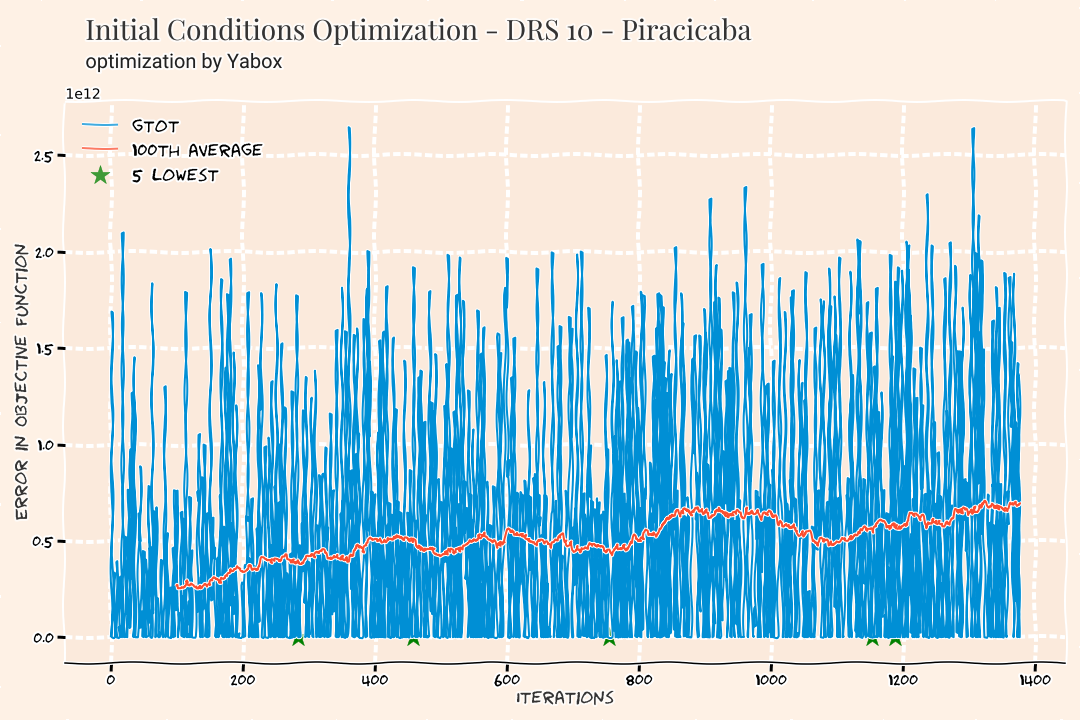 Initial Conditions Optimization - DRS 10 - Piracicaba
optimization by Yabox
1e12
GTOT
100TH AVERAGE
5 LOWEST
ERROR IN OBJECTIVE FUNCTION
2.5
2.0
1.5
1.0
0.5
0.0
0 200 400 600 800 1000 1200 1400
ITERATIONS